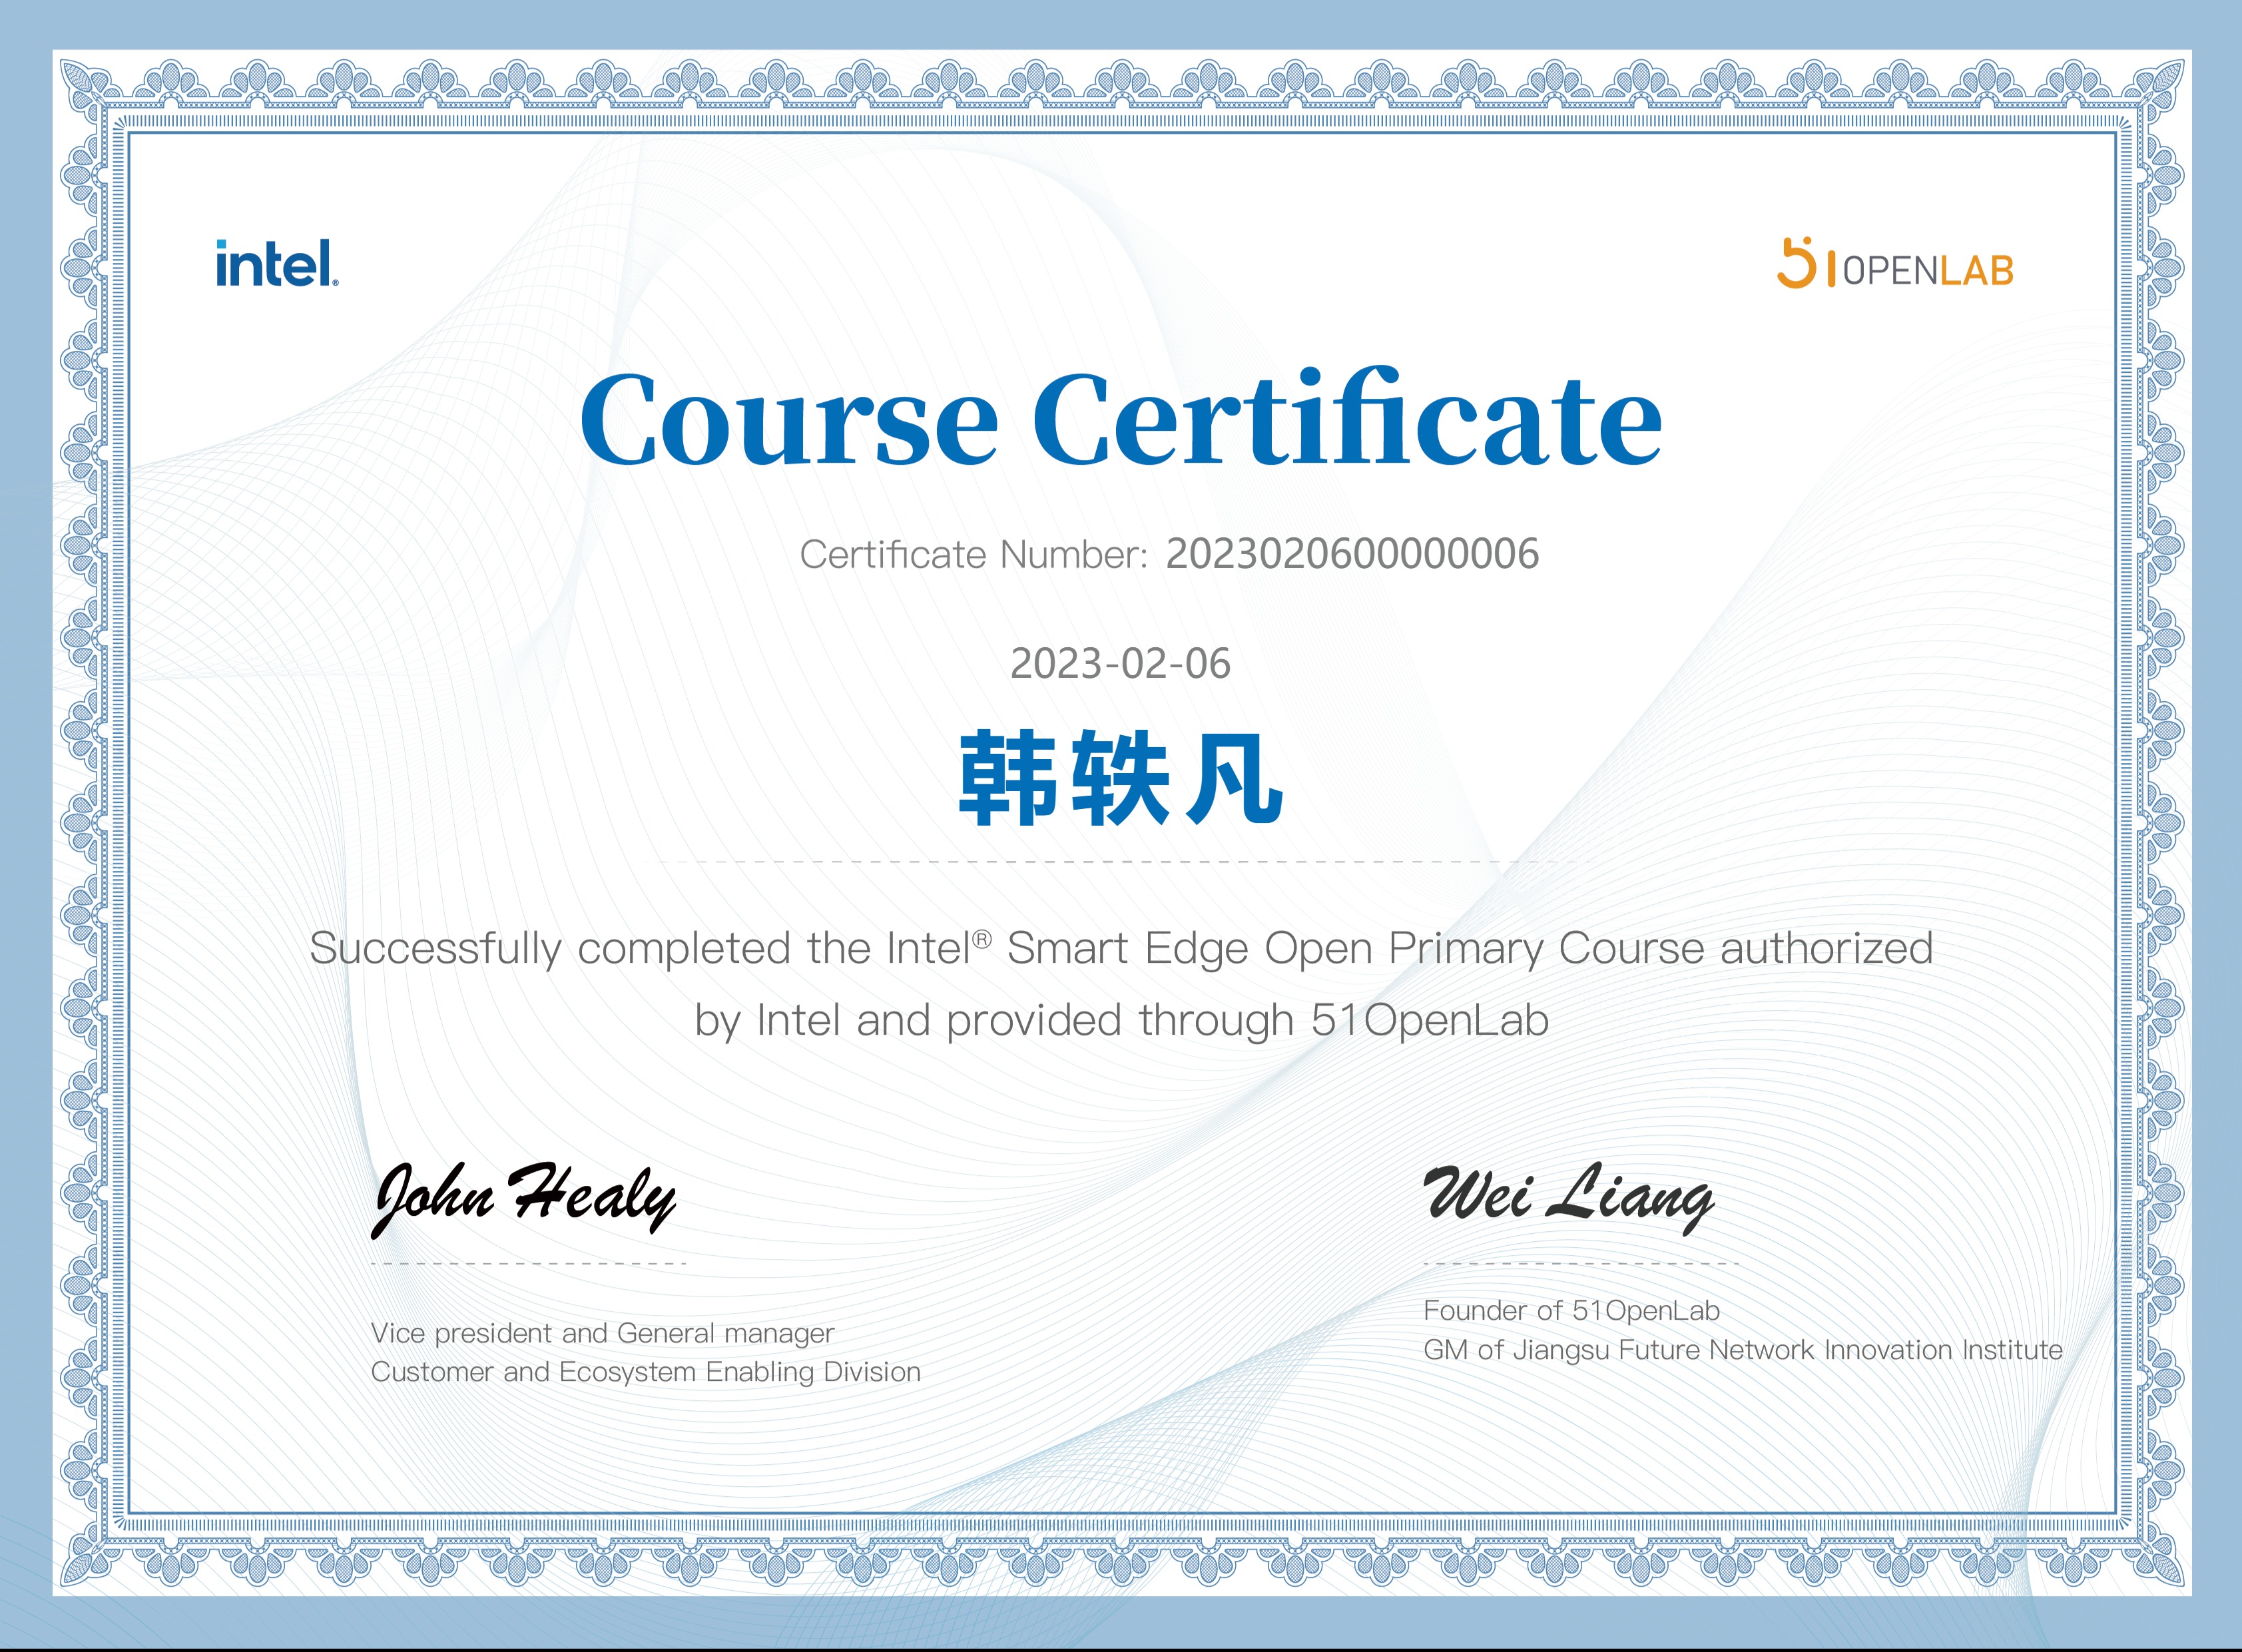 intel®
51OPENLAB
Course Certificate
Certificate Number: 2023020600000006
2023-02-06
韩轶凡
Successfully completed the Intel® Smart Edge Open Primary Course authorized
by Intel and provided through 51OpenLab
John Healy
Wei Liang
Vice president and General manager
Customer and Ecosystem Enabling Division
Founder of 51OpenLab
GM of Jiangsu Future Network Innovation Institute